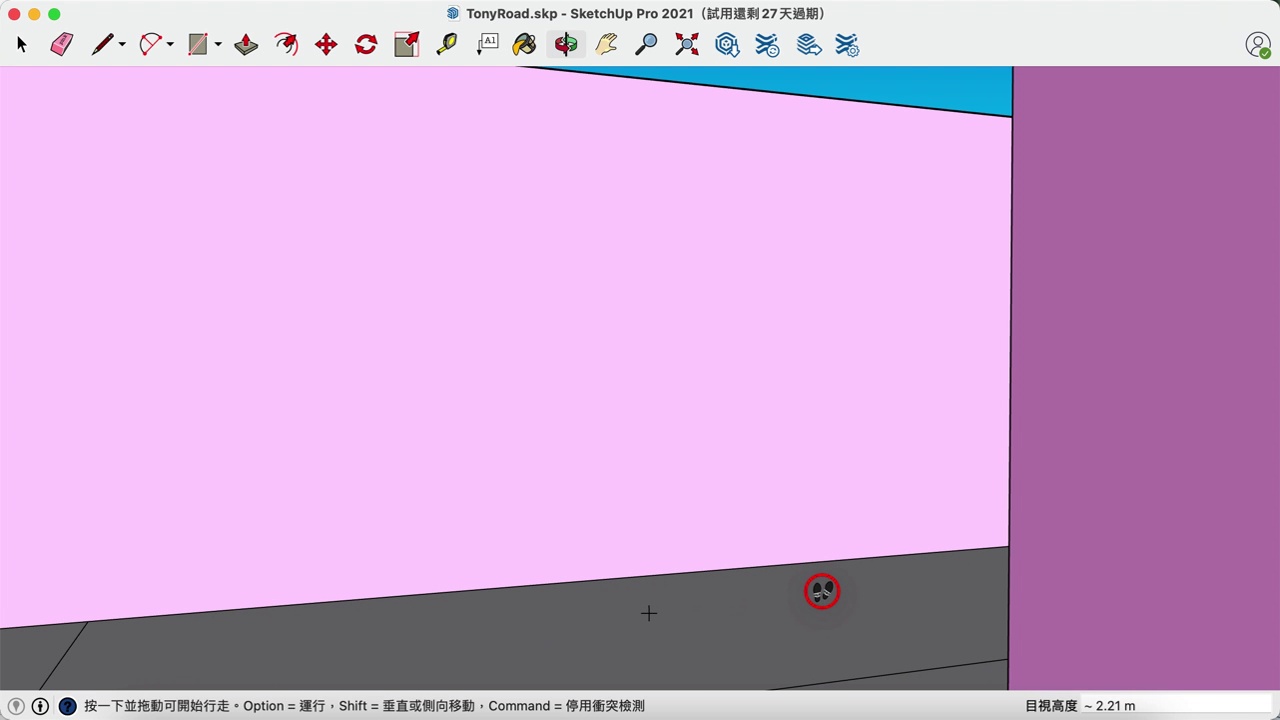 TonyRoad.skp - SketchUp Pro 2021（試用還剩 27 天過期）
A1
按一下並拖動可開始行走。Option = 運行，Shift = 垂直或側向移動，Command = 停用衝突檢測
目視高度 ~ 2.21 m